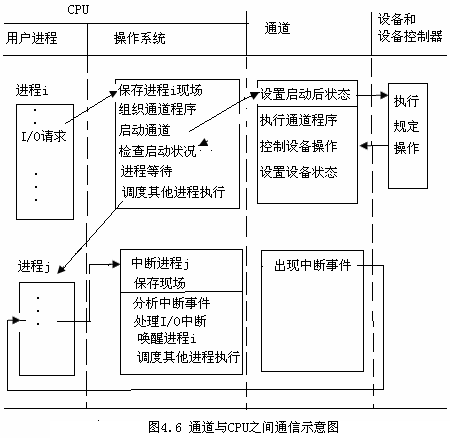 CPU
用户进程
操作系统
通道
设备和
设备控制器
进程i
I/O请求
保存进程i现场
组织通道程序
启动通道
检查启动状况
进程等待
调度其他进程执行
设置启动后状态
执行通道程序
控制设备操作
设置设备状态
执行
规定
操作
进程j
中断进程j
保存现场
分析中断事件
处理I/O中断
唤醒进程i
调度其他进程执行
出现中断事件
图4.6 通道与CPU之间通信示意图